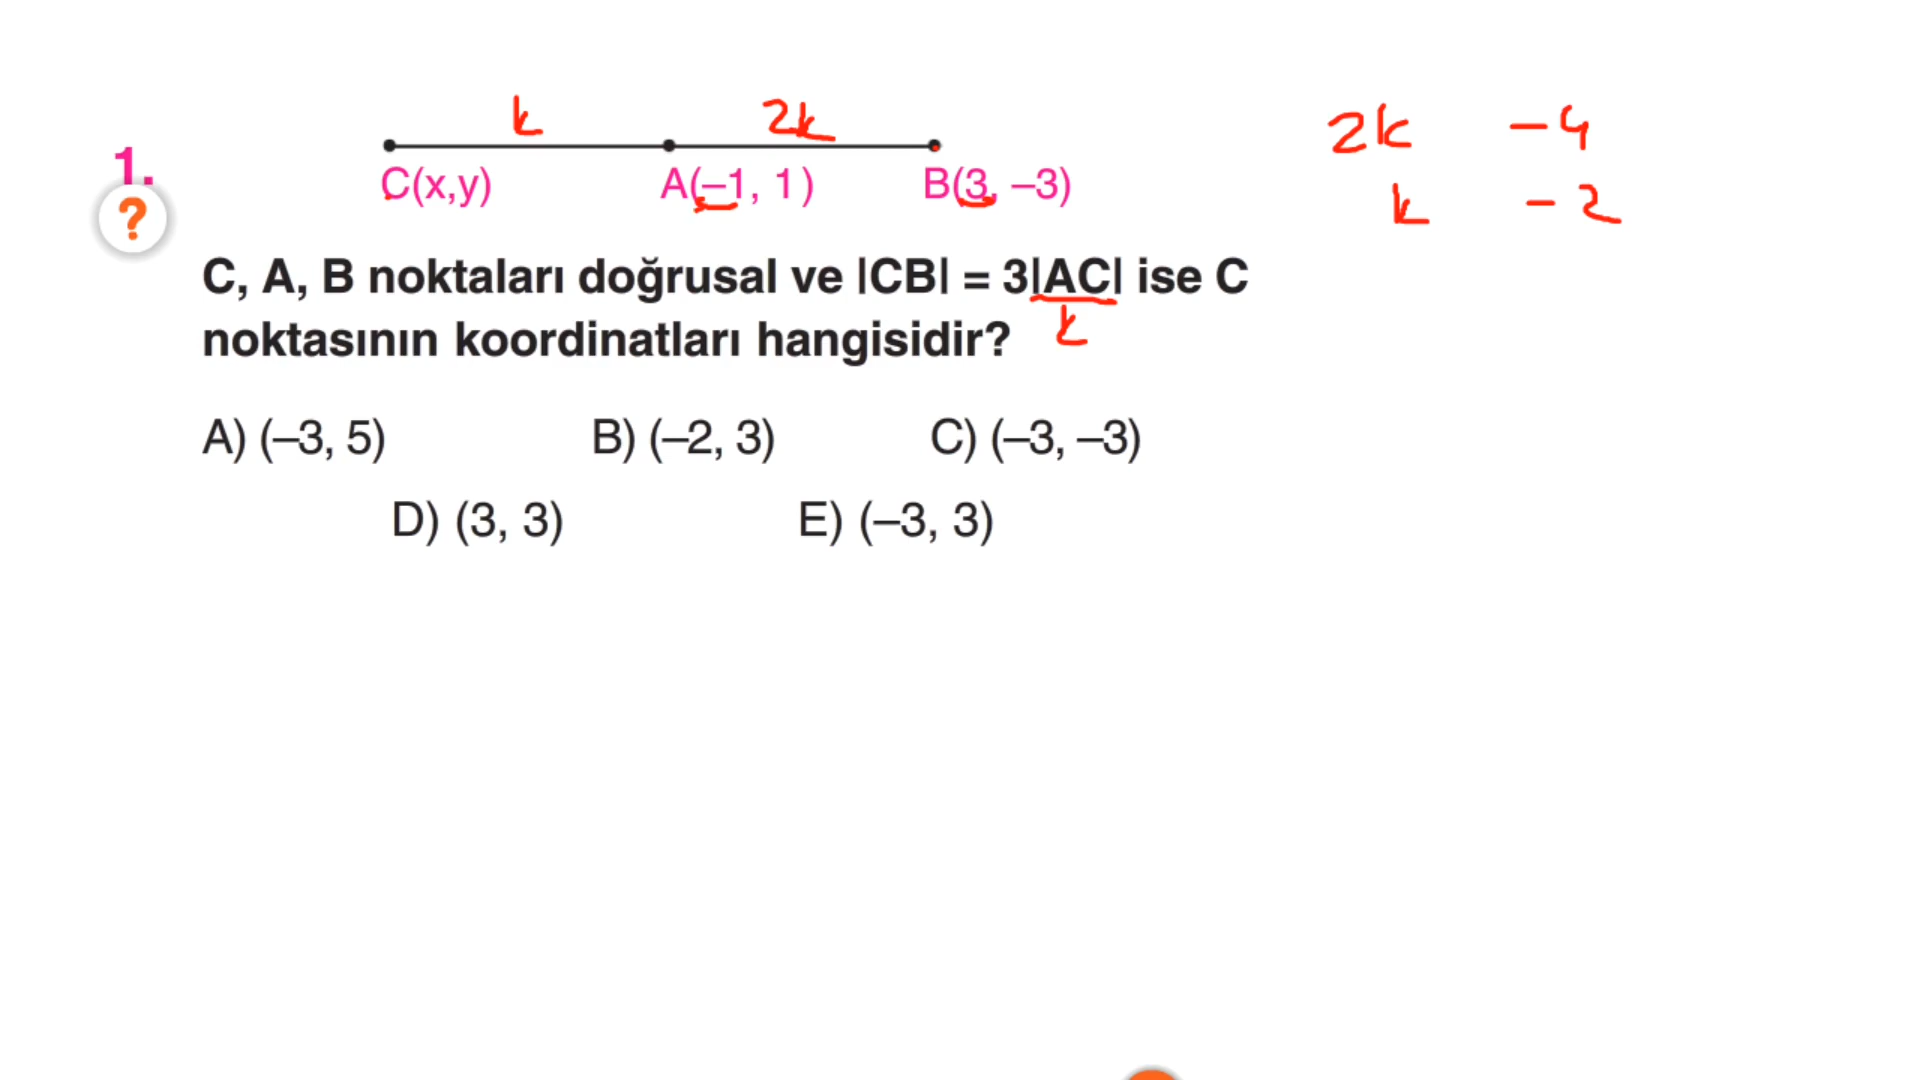 k 2k
2k -4
1.
C(x,y) A(–1, 1) B(3, –3)
k -2
?
C, A, B noktaları doğrusal ve |CB| = 3|AC| ise C
noktasının koordinatları hangisidir?
k
A) (–3, 5) B) (–2, 3) C) (–3, –3)
D) (3, 3) E) (–3, 3)